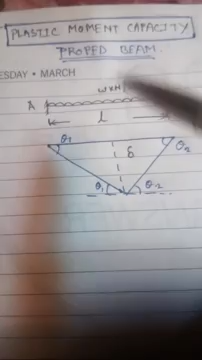 PLASTIC MOMENT CAPACITY
PROPED BEAM.
ESDAY • MARCH
A
l
θ1
δ
θ2
θ1
θ2